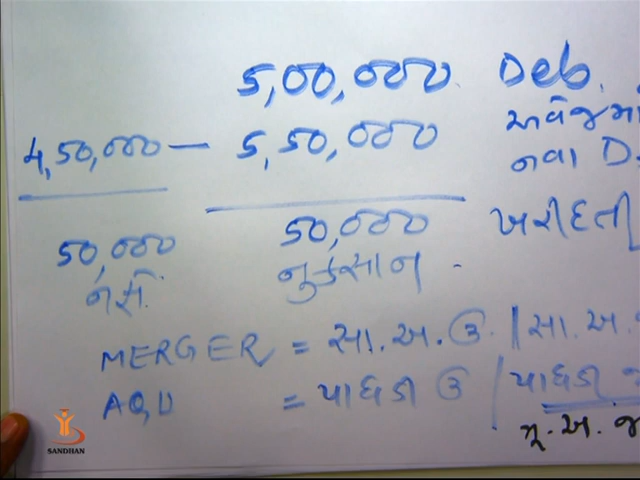 5,00,000 Deb.
4,50,000 — 5,50,000 અવેજમાં
નવા D.
50,000 50,000 ખરીદતી
નફો. નુકસાન.
MERGER = સા.અ.ઉ. / સા.અ.જ
AQ,U = પાઘડી ઉ / પાઘડી જ
મૂ.અ.જ
SANDHAN